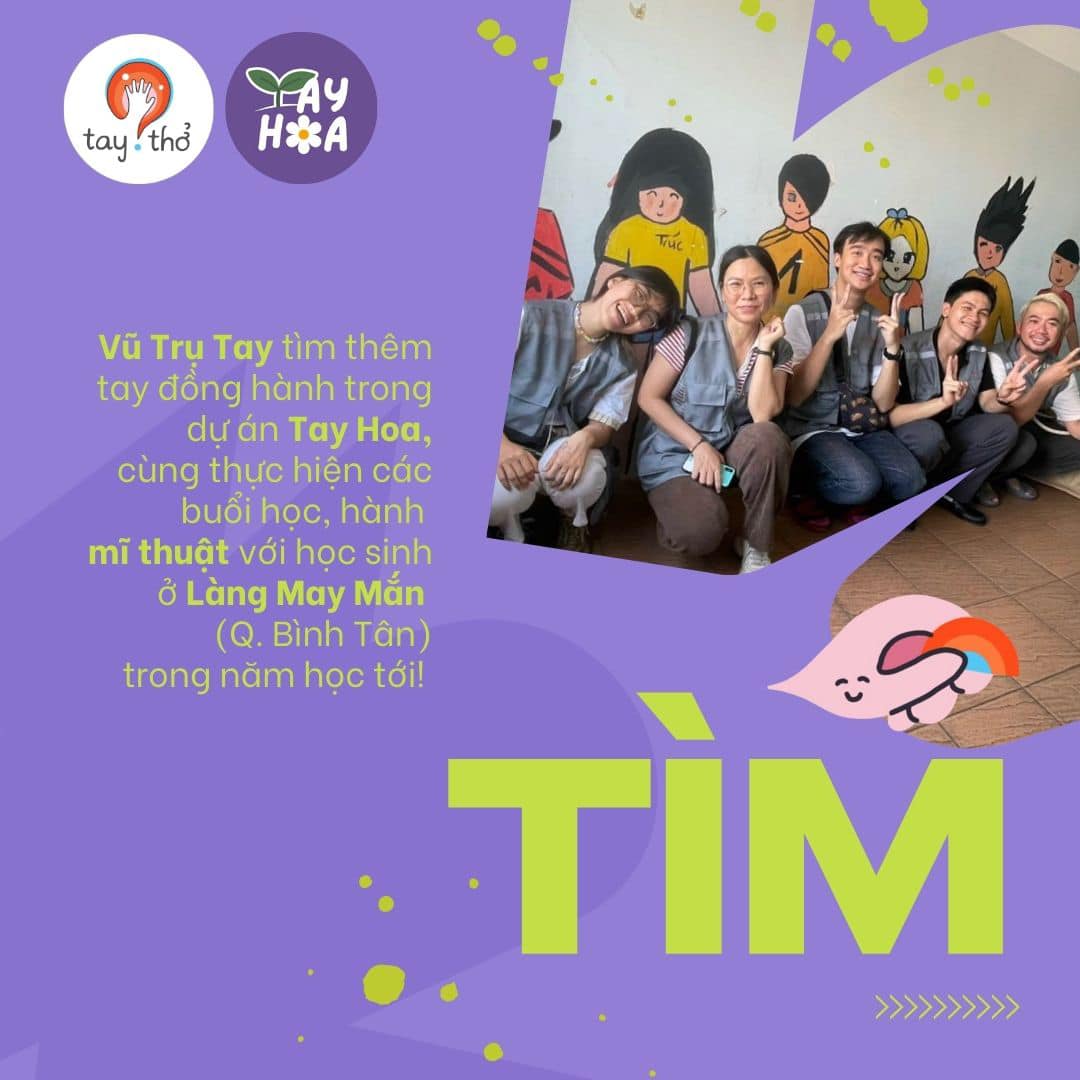 tay thở
TAY
HOA
TRÚC
1
Vũ Trụ Tay tìm thêm
tay đồng hành trong
dự án Tay Hoa,
cùng thực hiện các
buổi học, hành
mĩ thuật với học sinh
ở Làng May Mắn
(Q. Bình Tân)
trong năm học tới!
TÌM
>>>>>>>>>>